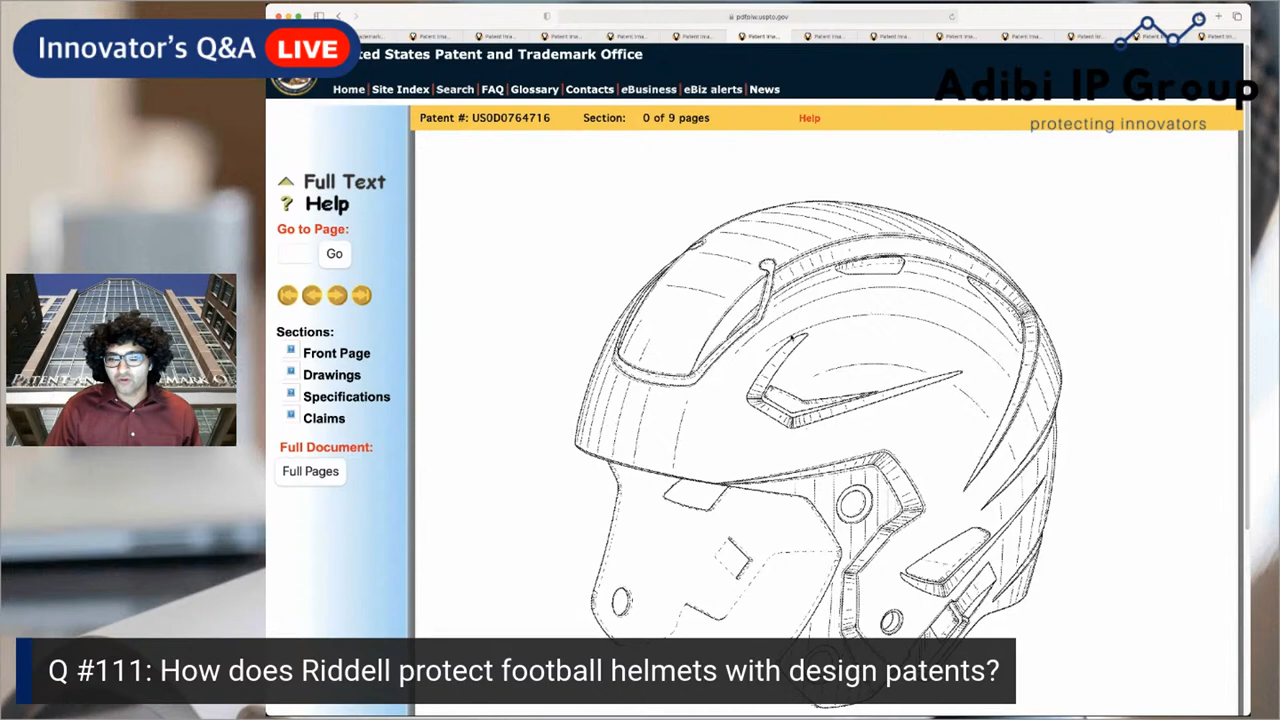 Innovator's Q&A LIVE
pdfpiw.uspto.gov
ted States Patent and Trademark Office
Home | Site Index | Search | FAQ | Glossary | Contacts | eBusiness | eBiz alerts | News
Adibi IP Group
protecting innovators
Patent #: US0D0764716 Section: 0 of 9 pages Help
Full Text
? Help
Go to Page:
Go
Sections:
Front Page
Drawings
Specifications
Claims
Full Document:
Full Pages
Q #111: How does Riddell protect football helmets with design patents?